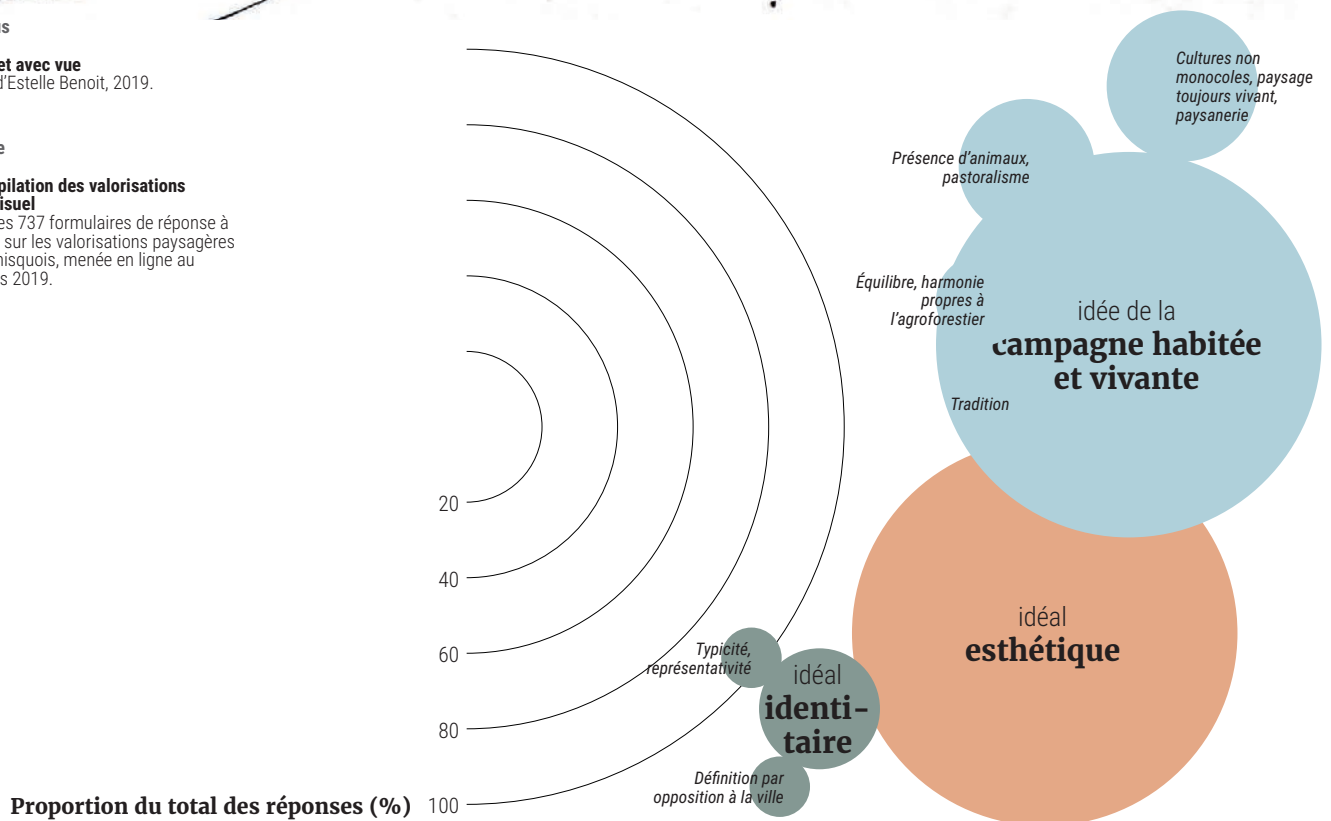 et avec vue
d'Estelle Benoit, 2019.
pilation des valorisations
isuel
es 737 formulaires de réponse à
sur les valorisations paysagères
nisquois, menée en ligne au
s 2019.
20
40
60
80
Proportion du total des réponses (%) 100
Cultures non
monocoles, paysage
toujours vivant,
paysanerie
Présence d'animaux,
pastoralisme
Équilibre, harmonie
propres à
l'agroforestier
idée de la
campagne habitée
et vivante
Tradition
idéal
esthétique
Typicité,
représentativité
idéal
identi-
taire
Définition par
opposition à la ville